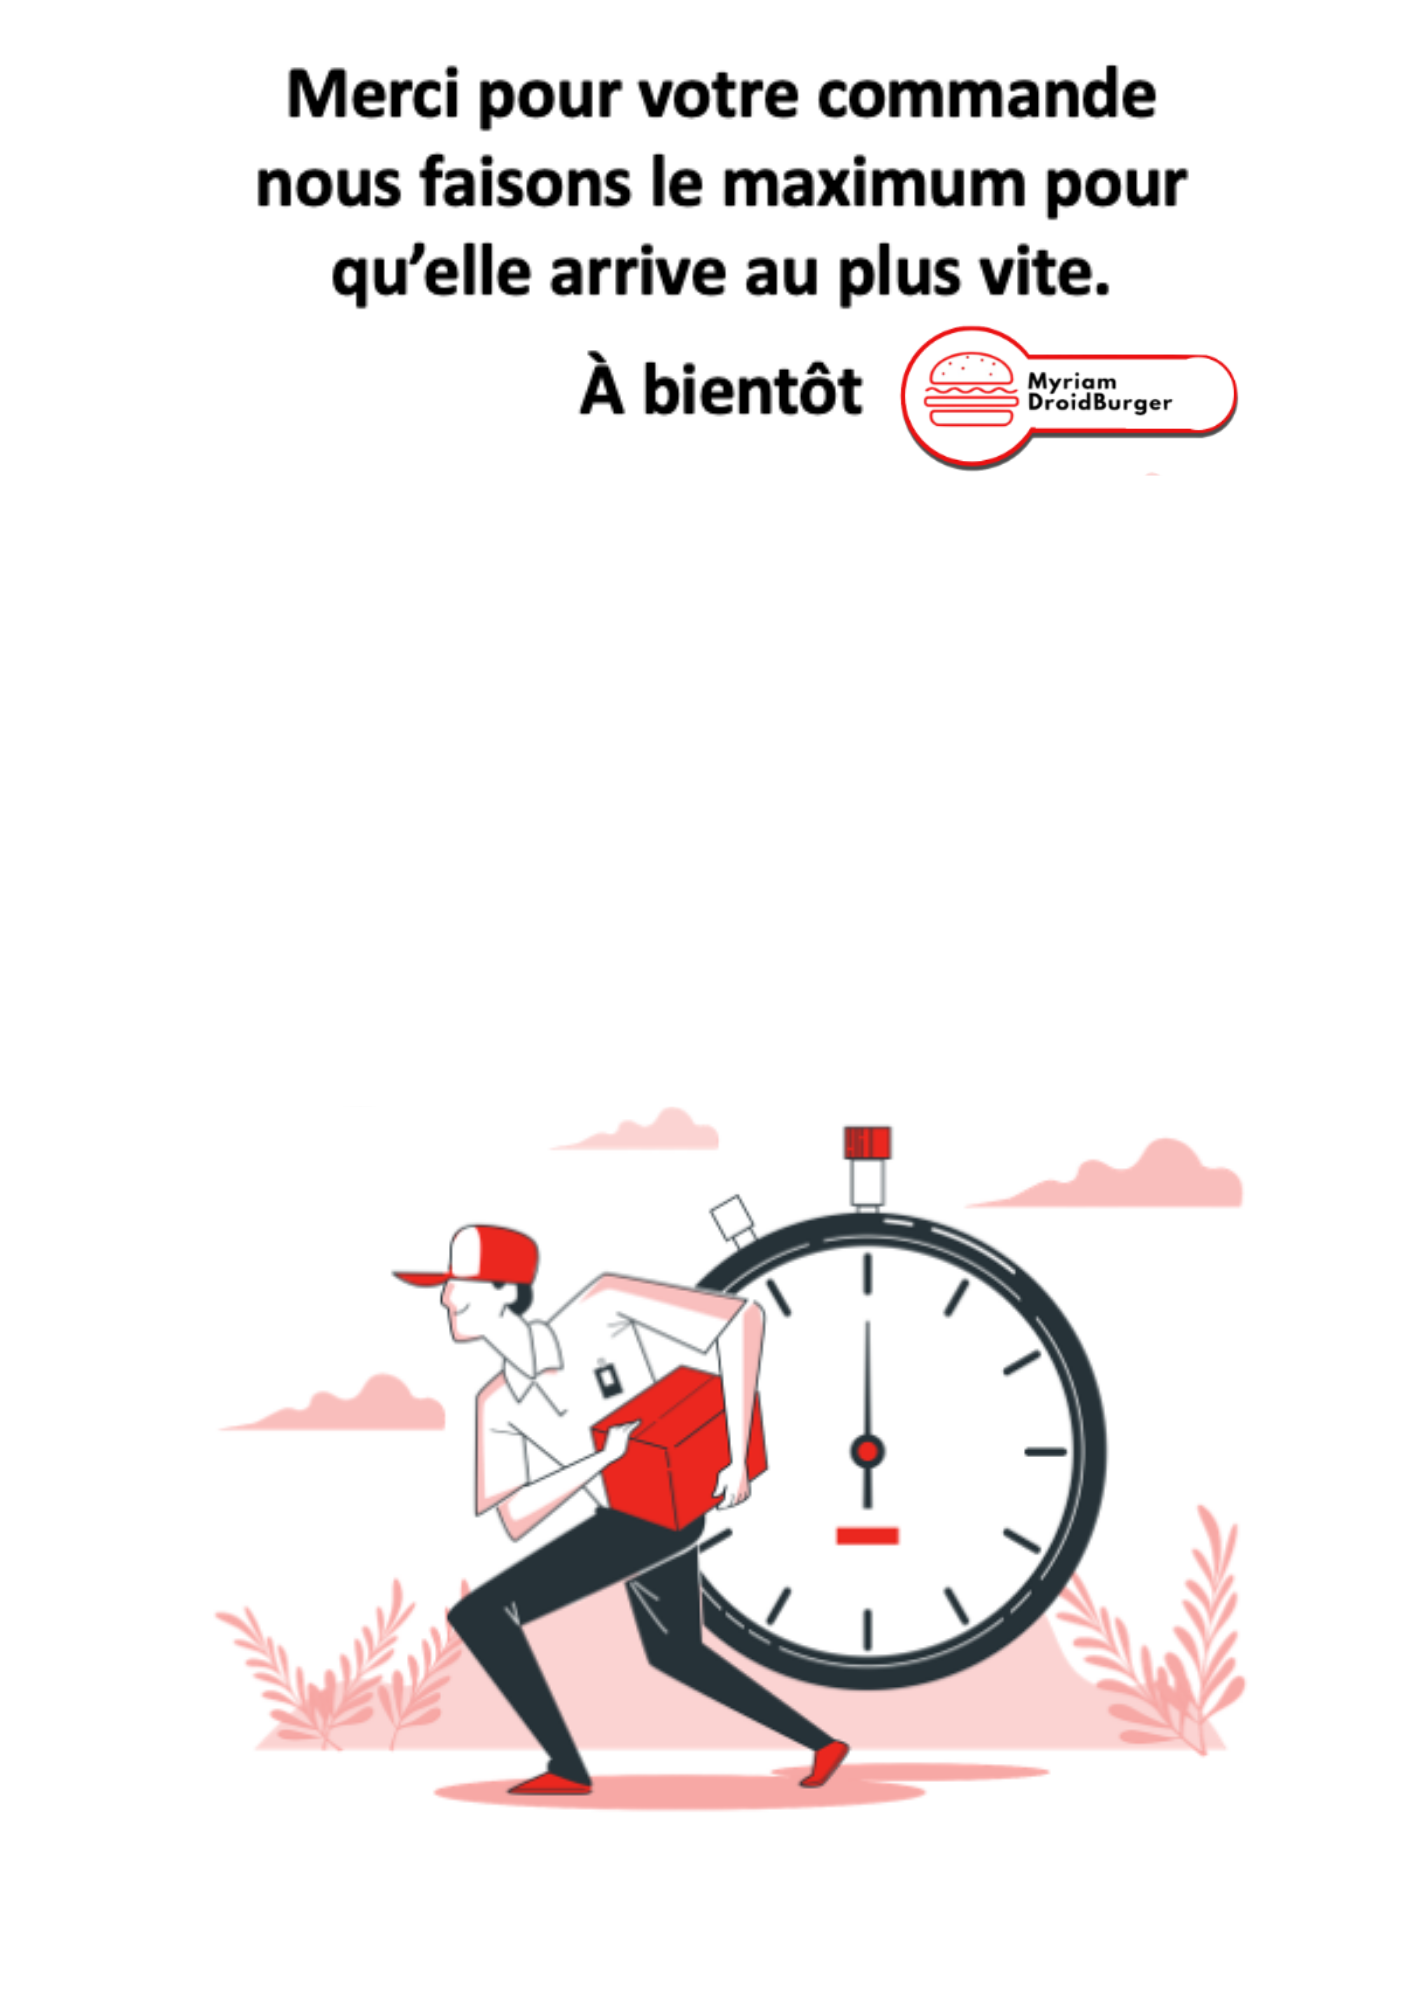 Merci pour votre commande
nous faisons le maximum pour
qu’elle arrive au plus vite.
À bientôt
Myriam
DroidBurger